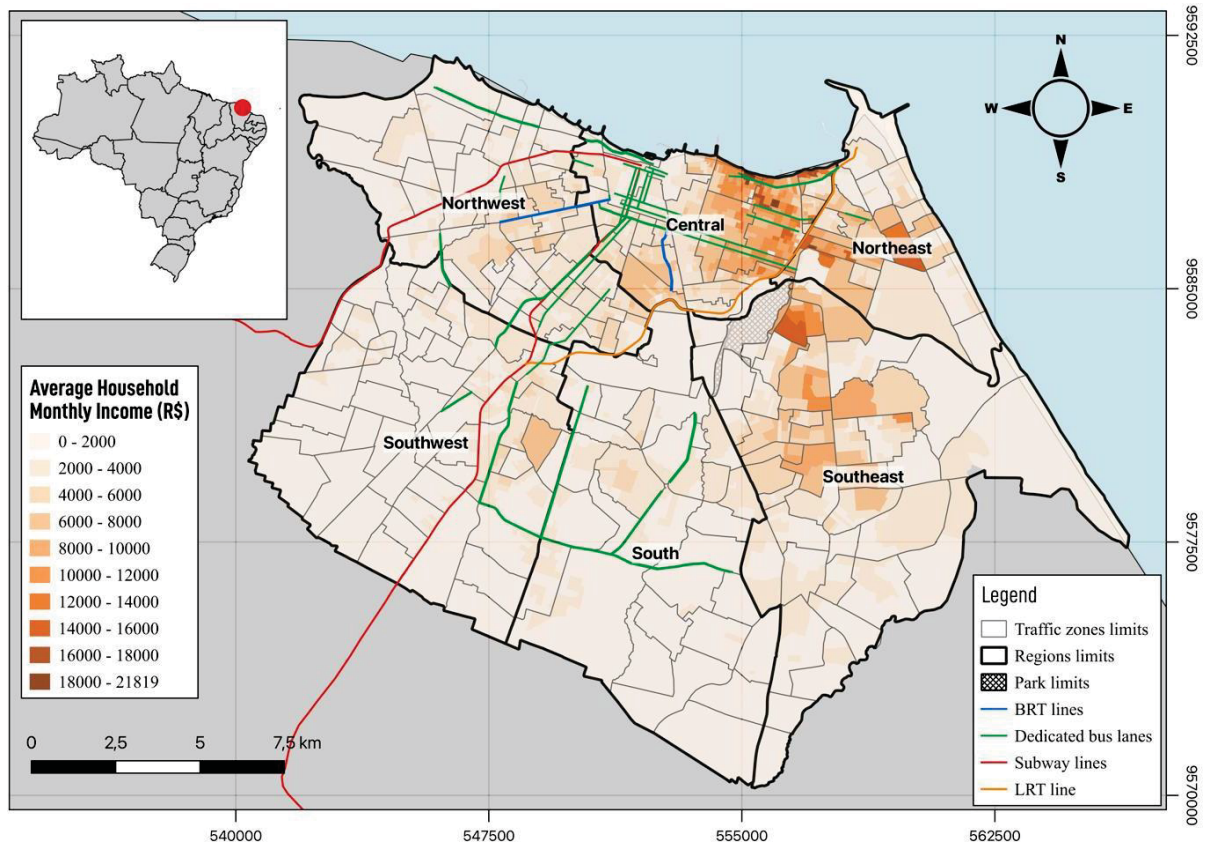 N
W
E
S
Northwest
Central
Northeast
Southwest
Southeast
South
Average Household
Monthly Income (R$)
0 - 2000
2000 - 4000
4000 - 6000
6000 - 8000
8000 - 10000
10000 - 12000
12000 - 14000
14000 - 16000
16000 - 18000
18000 - 21819
0
2,5
5
7,5 km
Legend
Traffic zones limits
Regions limits
Park limits
BRT lines
Dedicated bus lanes
Subway lines
LRT line
9592500
9585000
9577500
9570000
540000
547500
555000
562500